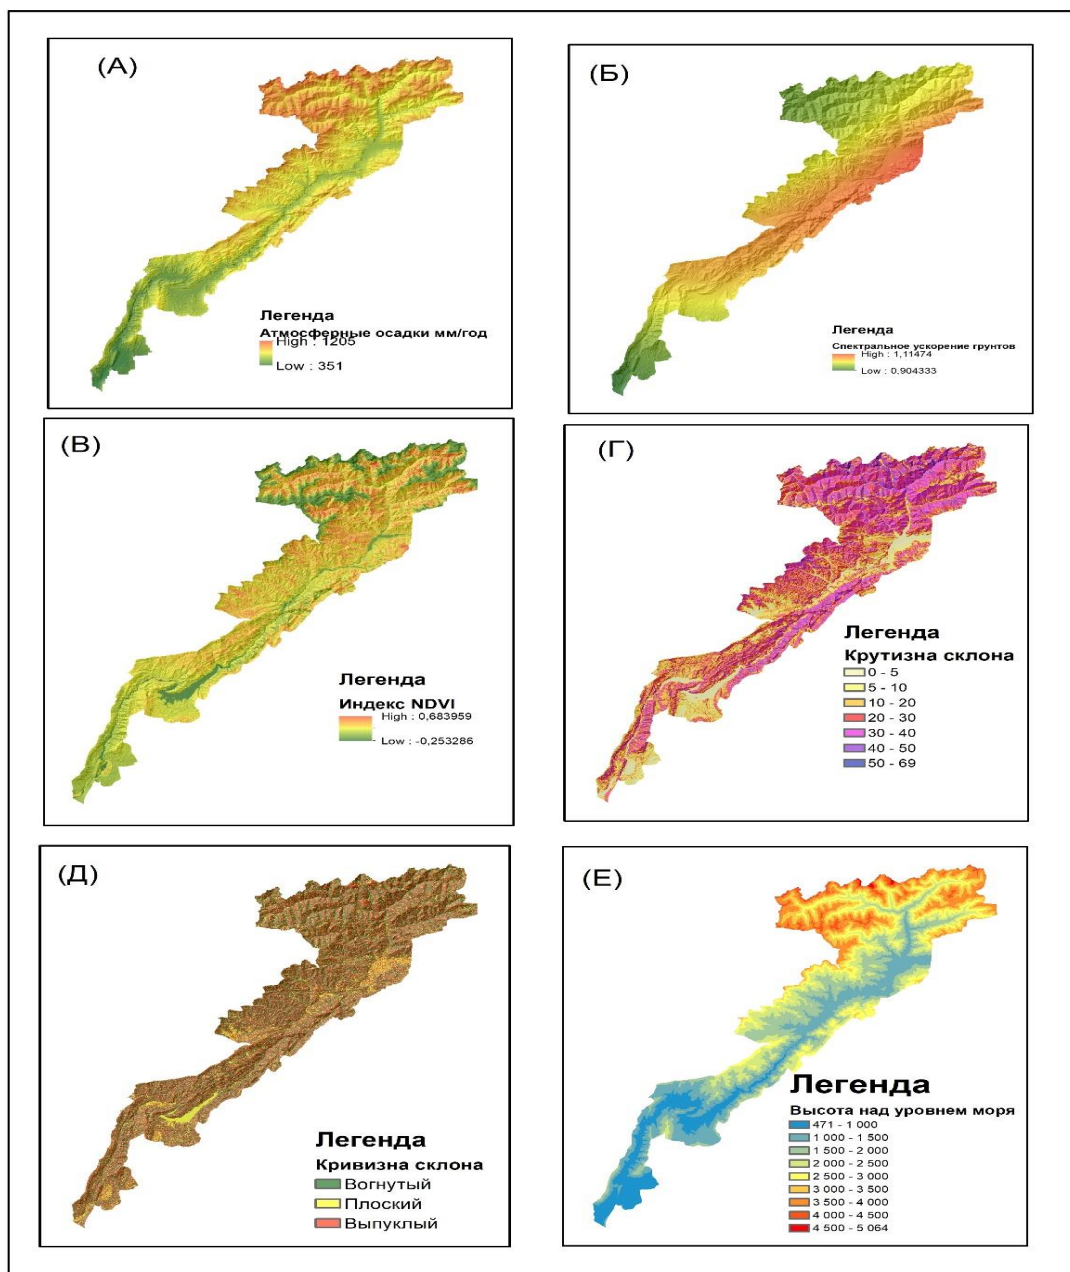 (А)
Легенда
Атмосферные осадки мм/год
High : 1205
Low : 351
(Б)
Легенда
Спектральное ускорение грунтов
High : 1,11474
Low : 0,904333
(В)
Легенда
Индекс NDVI
High : 0,683959
Low : -0,253286
(Г)
Легенда
Крутизна склона
0 - 5
5 - 10
10 - 20
20 - 30
30 - 40
40 - 50
50 - 69
(Д)
Легенда
Кривизна склона
Вогнутый
Плоский
Выпуклый
(Е)
Легенда
Высота над уровнем моря
471 - 1 000
1 000 - 1 500
1 500 - 2 000
2 000 - 2 500
2 500 - 3 000
3 000 - 3 500
3 500 - 4 000
4 000 - 4 500
4 500 - 5 064